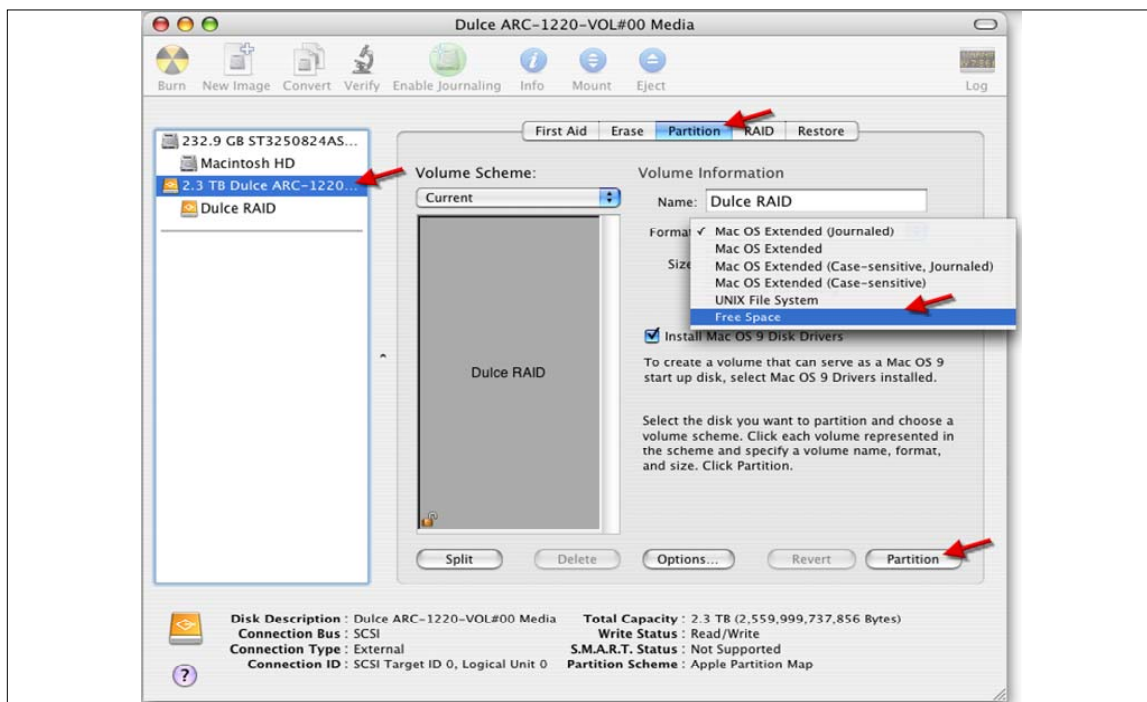 Dulce ARC-1220-VOL#00 Media
Burn New Image Convert Verify Enable Journaling Info Mount Eject Log
First Aid Erase Partition RAID Restore
232.9 GB ST3250824AS...
Macintosh HD
2.3 TB Dulce ARC-1220...
Dulce RAID
Volume Scheme:
Current
Dulce RAID
Volume Information
Name: Dulce RAID
✓ Mac OS Extended (Journaled)
Mac OS Extended
Size
Mac OS Extended (Case-sensitive, Journaled)
Mac OS Extended (Case-sensitive)
UNIX File System
Free Space
Install Mac OS 9 Disk Drivers
To create a volume that can serve as a Mac OS 9
start up disk, select Mac OS 9 Drivers installed.
Select the disk you want to partition and choose a
volume scheme. Click each volume represented in
the scheme and specify a volume name, format,
and size. Click Partition.
Split Delete Options... Revert Partition
Disk Description : Dulce ARC-1220-VOL#00 Media
Connection Bus : SCSI
Connection Type : External
Connection ID : SCSI Target ID 0, Logical Unit 0
Total Capacity : 2.3 TB (2,559,999,737,856 Bytes)
Write Status : Read/Write
S.M.A.R.T. Status : Not Supported
Partition Scheme : Apple Partition Map
?